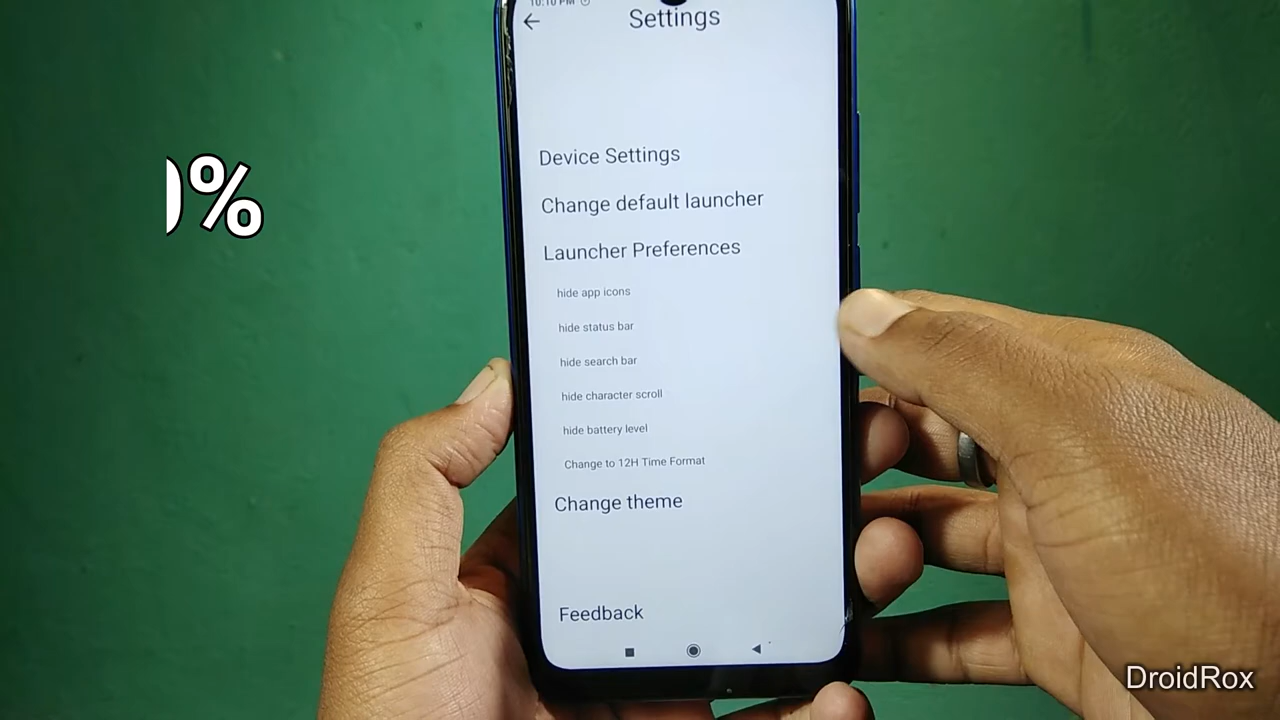 10:10 PM
Settings
Device Settings
Change default launcher
Launcher Preferences
hide app icons
hide status bar
hide search bar
hide character scroll
hide battery level
Change to 12H Time Format
Change theme
Feedback
%
DroidRox